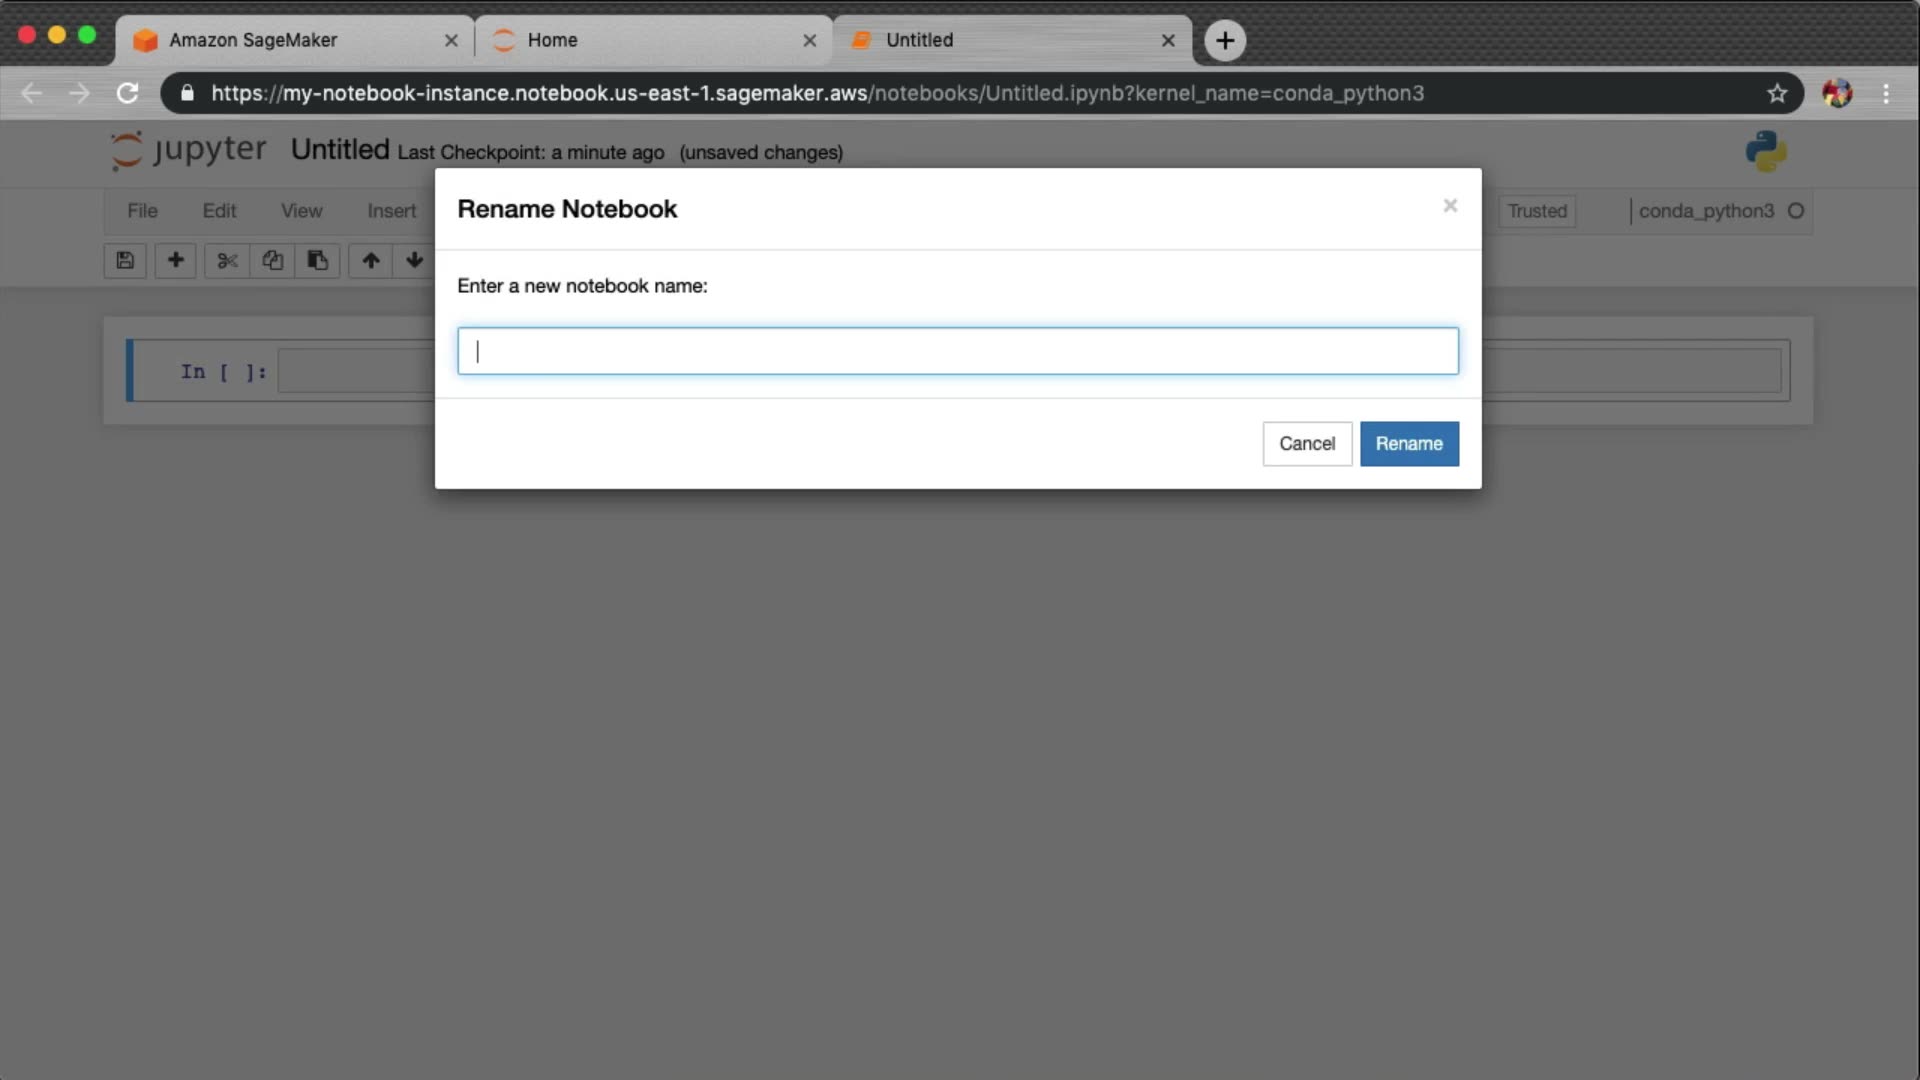 Amazon SageMaker
Home
Untitled
https://my-notebook-instance.notebook.us-east-1.sagemaker.aws/notebooks/Untitled.ipynb?kernel_name=conda_python3
jupyter Untitled Last Checkpoint: a minute ago (unsaved changes)
File Edit View Insert Trusted conda_python3
Rename Notebook
Enter a new notebook name:
In [ ]:
Cancel Rename